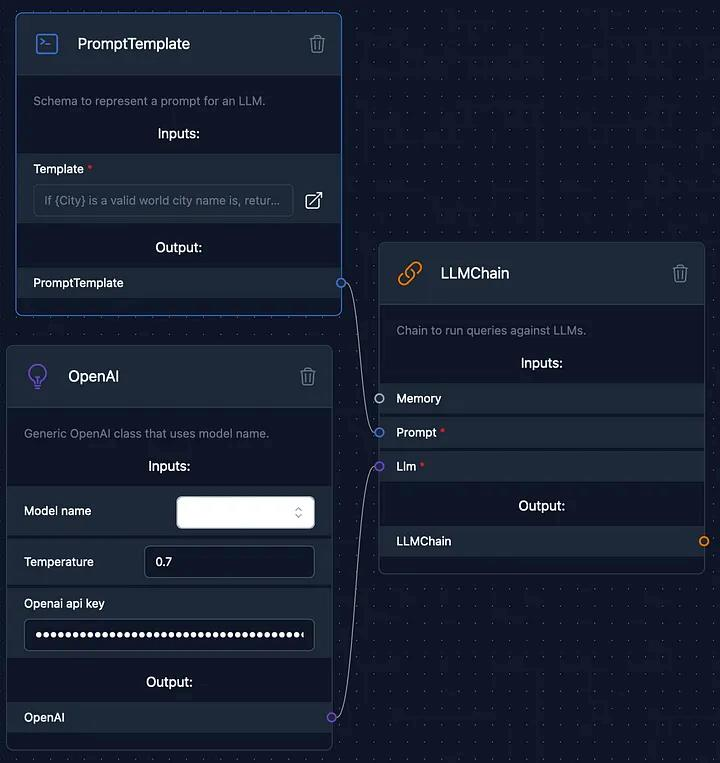 PromptTemplate
Schema to represent a prompt for an LLM.
Inputs:
Template *
If {City} is a valid world city name is, retur...
Output:
PromptTemplate
OpenAI
Generic OpenAI class that uses model name.
Inputs:
Model name
Temperature
0.7
Openai api key
Output:
OpenAI
LLMChain
Chain to run queries against LLMs.
Inputs:
Memory
Prompt *
Llm *
Output:
LLMChain